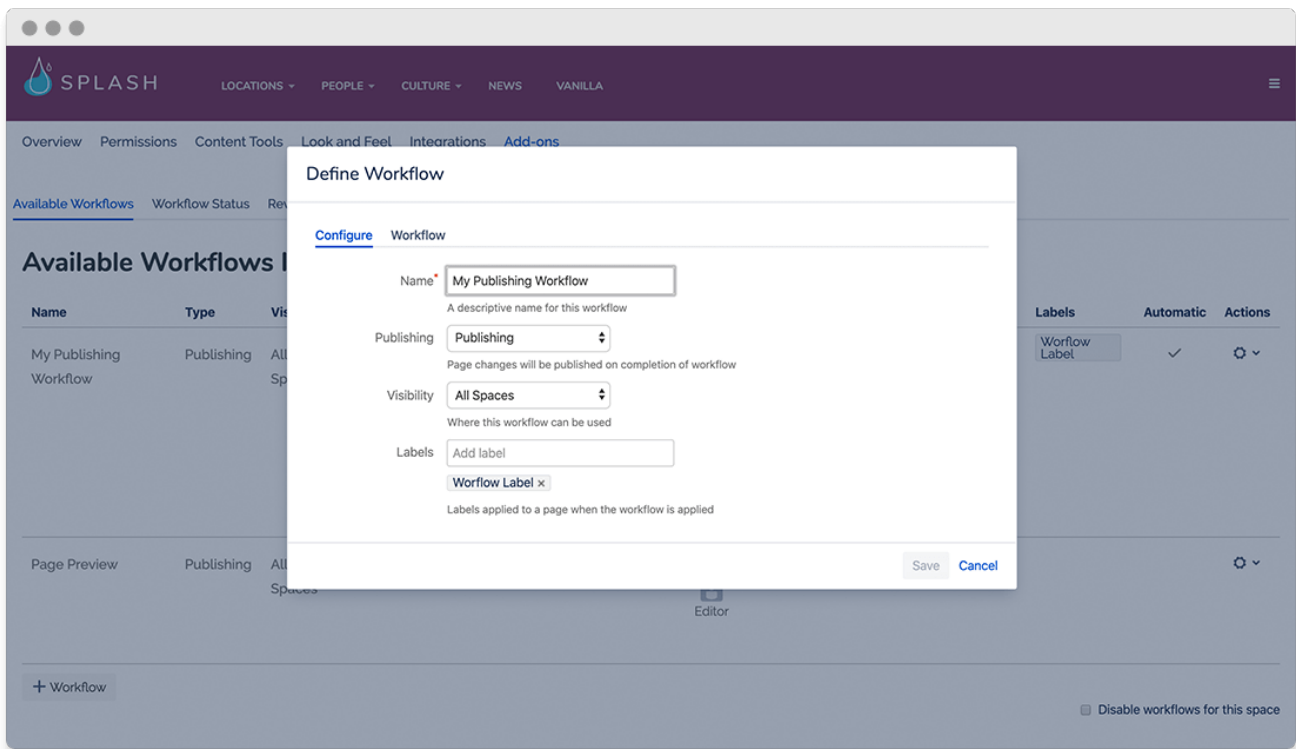 SPLASH
LOCATIONS PEOPLE CULTURE NEWS VANILLA
Overview Permissions Content Tools Look and Feel Integrations Add-ons
Available Workflows Workflow Status
Available Workflows
Name Type Labels Automatic Actions
My Publishing
Workflow
Publishing
Worflow
Label
Page Preview Publishing
Spaces
Editor
+ Workflow
Disable workflows for this space
Define Workflow
Configure Workflow
Name* My Publishing Workflow
A descriptive name for this workflow
Publishing Publishing
Page changes will be published on completion of workflow
Visibility All Spaces
Where this workflow can be used
Labels Add label
Worflow Label ×
Labels applied to a page when the workflow is applied
Save Cancel